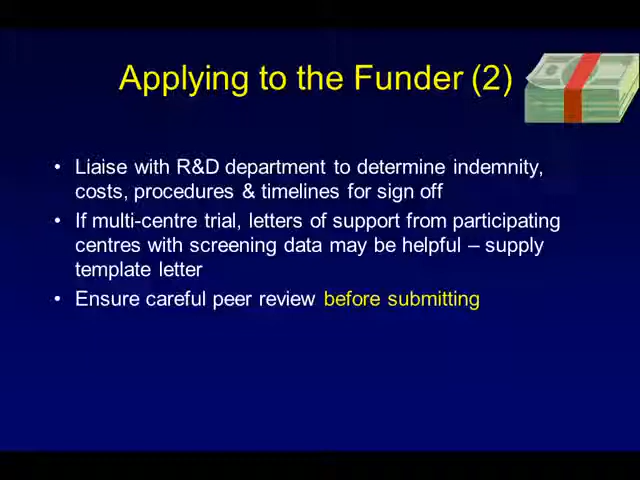 Applying to the Funder (2)
• Liaise with R&D department to determine indemnity,
costs, procedures & timelines for sign off
• If multi-centre trial, letters of support from participating
centres with screening data may be helpful – supply
template letter
• Ensure careful peer review before submitting